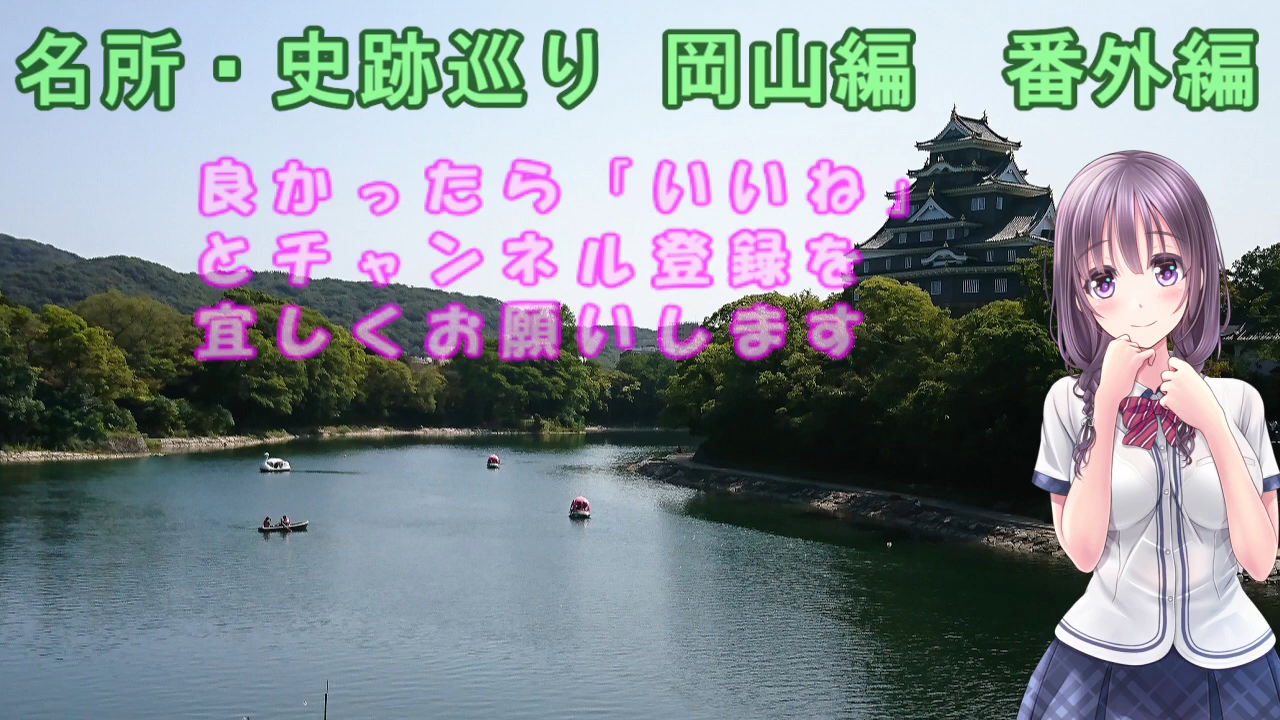 名所・史跡巡り 岡山編 番外編
良かったら「いいね」
とチャンネル登録を
宜しくお願いします